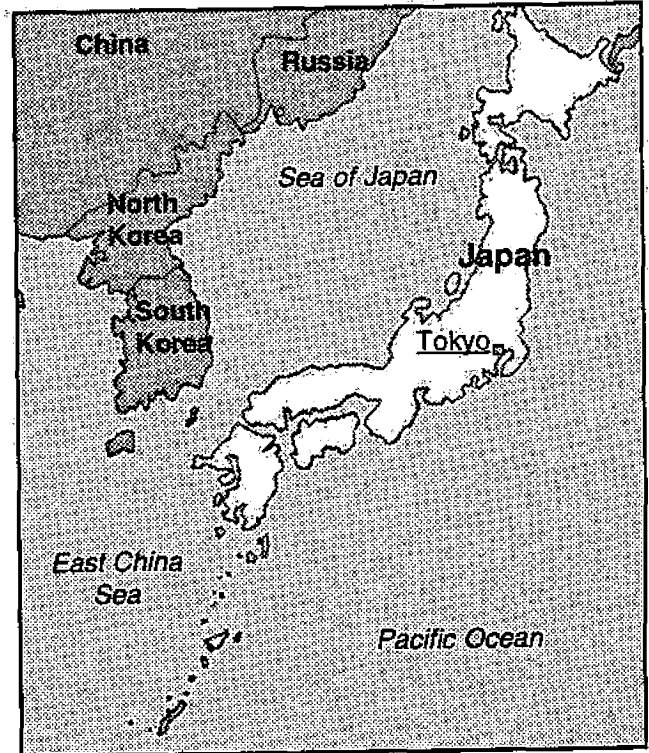 China
Russia
Sea of Japan
North
Korea
Japan
South
Korea
Tokyo
East China
Sea
Pacific Ocean